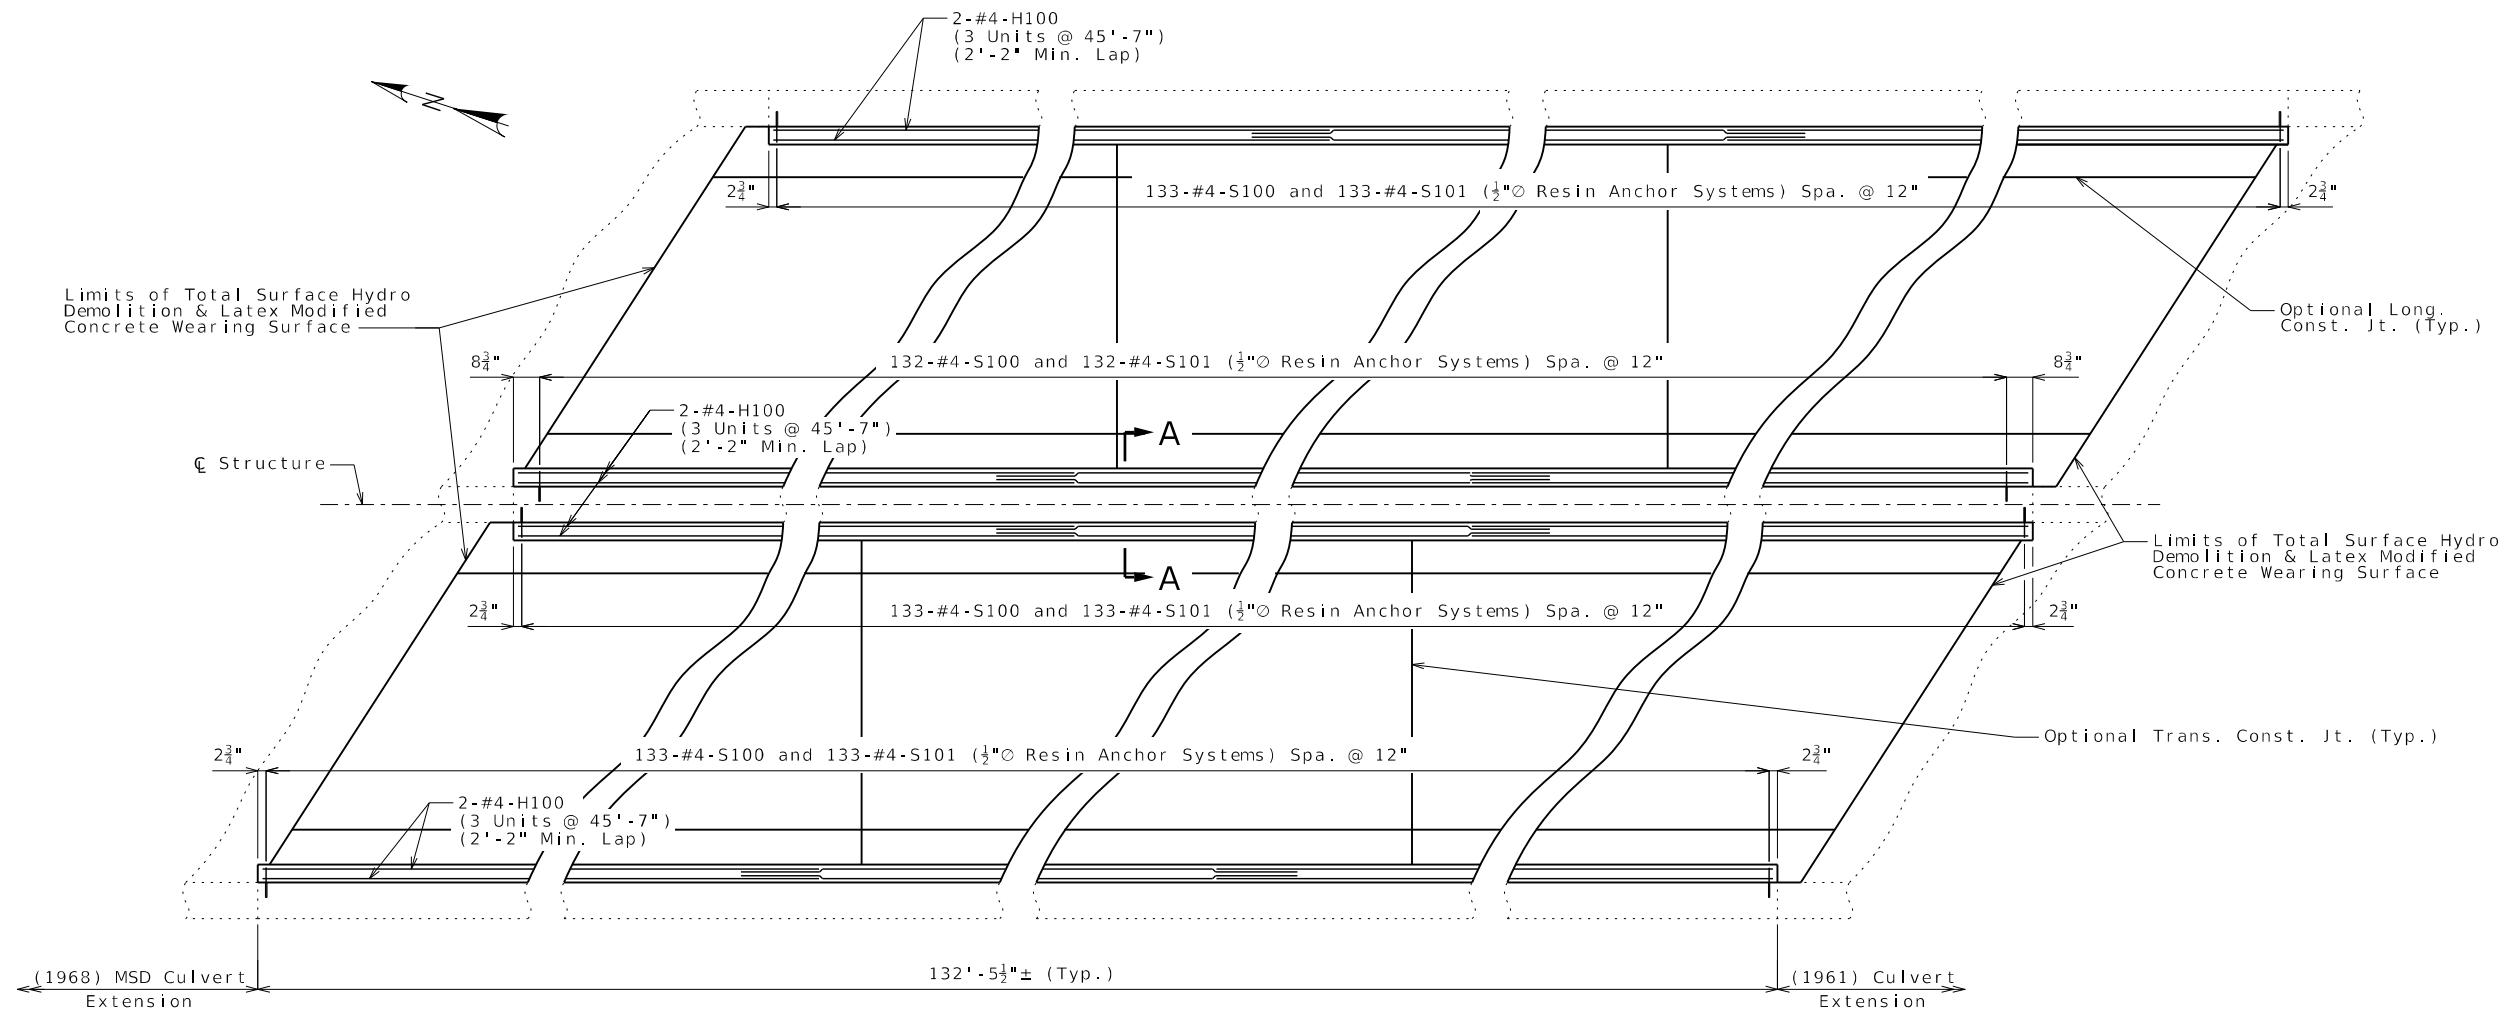 2-#4-H100
(3 Units @ 45'-7")
(2'-2" Min. Lap)
N
2¾"
133-#4-S100 and 133-#4-S101 (½"∅ Resin Anchor Systems) Spa. @ 12"
2¾"
Limits of Total Surface Hydro
Demolition & Latex Modified
Concrete Wearing Surface
Optional Long.
Const. Jt. (Typ.)
8¾"
132-#4-S100 and 132-#4-S101 (½"∅ Resin Anchor Systems) Spa. @ 12"
8¾"
2-#4-H100
(3 Units @ 45'-7")
(2'-2" Min. Lap)
A
℄ Structure
A
Limits of Total Surface Hydro
Demolition & Latex Modified
Concrete Wearing Surface
2¾"
133-#4-S100 and 133-#4-S101 (½"∅ Resin Anchor Systems) Spa. @ 12"
2¾"
Optional Trans. Const. Jt. (Typ.)
2¾"
133-#4-S100 and 133-#4-S101 (½"∅ Resin Anchor Systems) Spa. @ 12"
2¾"
2-#4-H100
(3 Units @ 45'-7")
(2'-2" Min. Lap)
(1968) MSD Culvert
Extension
132'-5½"± (Typ.)
(1961) Culvert
Extension